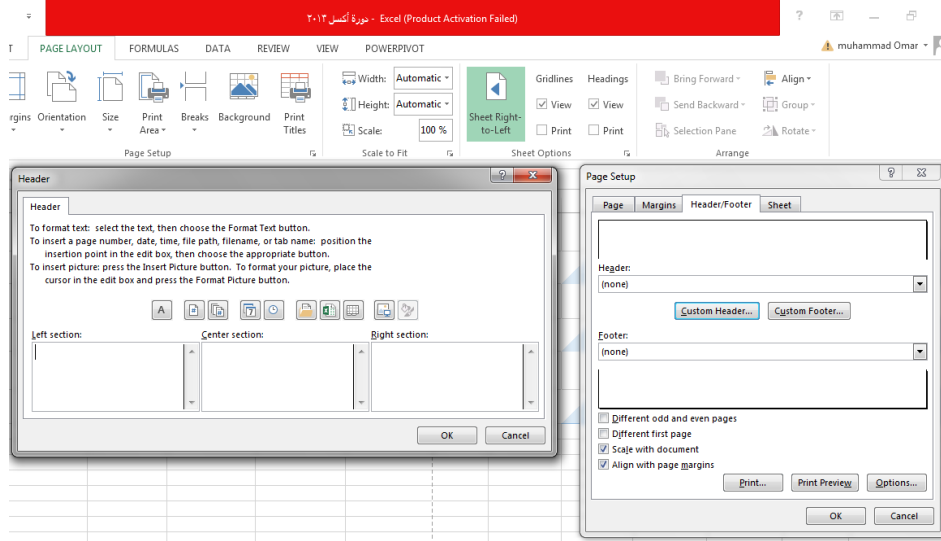 دورة أكسل ٢٠١٣ - Excel (Product Activation Failed)
PAGE LAYOUT FORMULAS DATA REVIEW VIEW POWERPIVOT muhammad Omar
rgins Orientation Size Print Area Breaks Background Print Titles
Width: Automatic
Height: Automatic
Scale: 100 %
Sheet Right-to-Left
Gridlines Headings
View View
Print Print
Bring Forward
Send Backward
Selection Pane
Align
Group
Rotate
Page Setup Scale to Fit Sheet Options Arrange
Header
Header
To format text: select the text, then choose the Format Text button.
To insert a page number, date, time, file path, filename, or tab name: position the
insertion point in the edit box, then choose the appropriate button.
To insert picture: press the Insert Picture button. To format your picture, place the
cursor in the edit box and press the Format Picture button.
A
Left section: Center section: Right section:
OK Cancel
Page Setup
Page Margins Header/Footer Sheet
Header:
(none)
Custom Header... Custom Footer...
Footer:
(none)
Different odd and even pages
Different first page
Scale with document
Align with page margins
Print... Print Preview Options...
OK Cancel